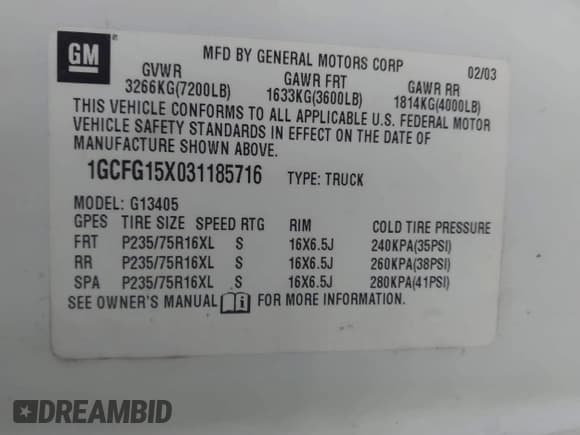 GM
MFD BY GENERAL MOTORS CORP 02/03
GVWR GAWR FRT GAWR RR
3266KG(7200LB) 1633KG(3600LB) 1814KG(4000LB)
THIS VEHICLE CONFORMS TO ALL APPLICABLE U.S. FEDERAL MOTOR
VEHICLE SAFETY STANDARDS IN EFFECT ON THE DATE OF
MANUFACTURE SHOWN ABOVE.
1GCFG15X031185716 TYPE: TRUCK
MODEL: G13405
GPES TIRE SIZE SPEED RTG RIM COLD TIRE PRESSURE
FRT P235/75R16XL S 16X6.5J 240KPA(35PSI)
RR P235/75R16XL S 16X6.5J 260KPA(38PSI)
SPA P235/75R16XL S 16X6.5J 280KPA(41PSI)
SEE OWNER'S MANUAL FOR MORE INFORMATION.
DREAMBID